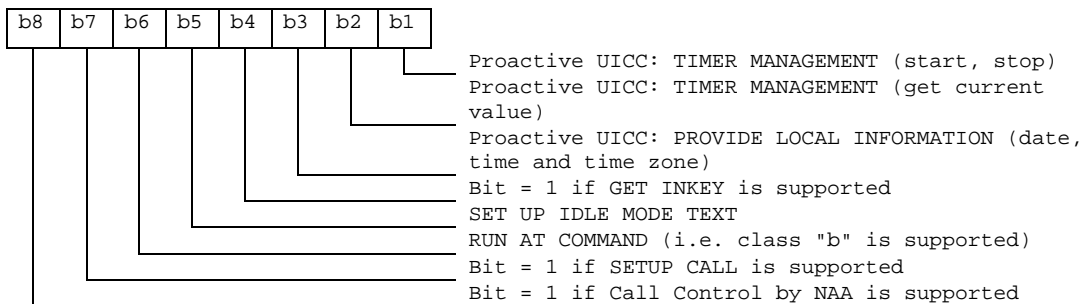 b8 b7 b6 b5 b4 b3 b2 b1
Proactive UICC: TIMER MANAGEMENT (start, stop)
Proactive UICC: TIMER MANAGEMENT (get current
value)
Proactive UICC: PROVIDE LOCAL INFORMATION (date,
time and time zone)
Bit = 1 if GET INKEY is supported
SET UP IDLE MODE TEXT
RUN AT COMMAND (i.e. class "b" is supported)
Bit = 1 if SETUP CALL is supported
Bit = 1 if Call Control by NAA is supported